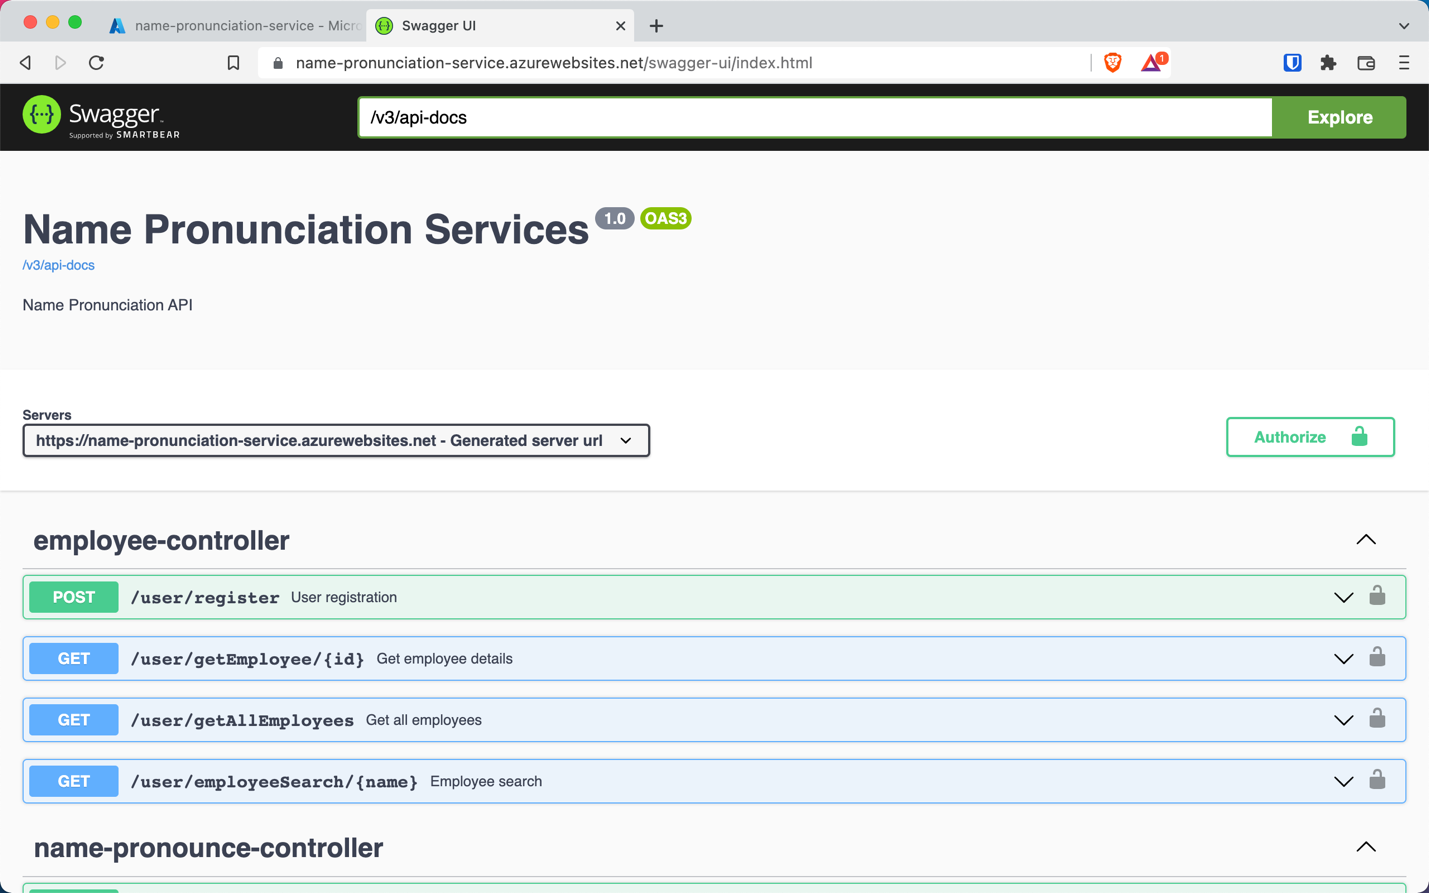 name-pronunciation-service - Micro
Swagger UI
name-pronunciation-service.azurewebsites.net/swagger-ui/index.html
1
Swagger
Supported by SMARTBEAR
/v3/api-docs
Explore
Name Pronunciation Services 1.0 OAS3
/v3/api-docs
Name Pronunciation API
Servers
https://name-pronunciation-service.azurewebsites.net - Generated server url
Authorize
employee-controller
POST /user/register User registration
GET /user/getEmployee/{id} Get employee details
GET /user/getAllEmployees Get all employees
GET /user/employeeSearch/{name} Employee search
name-pronounce-controller